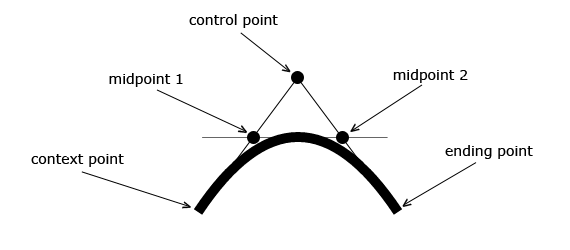 control point
midpoint 1
midpoint 2
context point
ending point